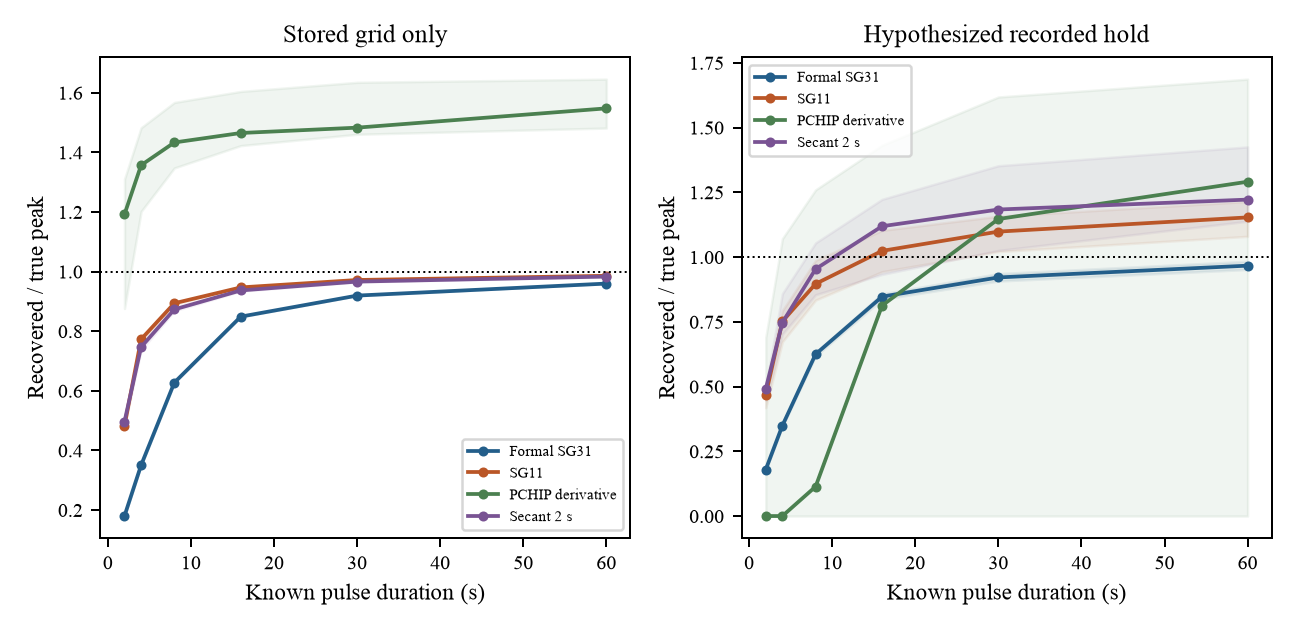 Stored grid only
Recovered / true peak
1.6
1.4
1.2
1.0
0.8
0.6
0.4
0.2
Formal SG31
SG11
PCHIP derivative
Secant 2 s
0 10 20 30 40 50 60
Known pulse duration (s)
Hypothesized recorded hold
Recovered / true peak
1.75
1.50
1.25
1.00
0.75
0.50
0.25
0.00
Formal SG31
SG11
PCHIP derivative
Secant 2 s
0 10 20 30 40 50 60
Known pulse duration (s)